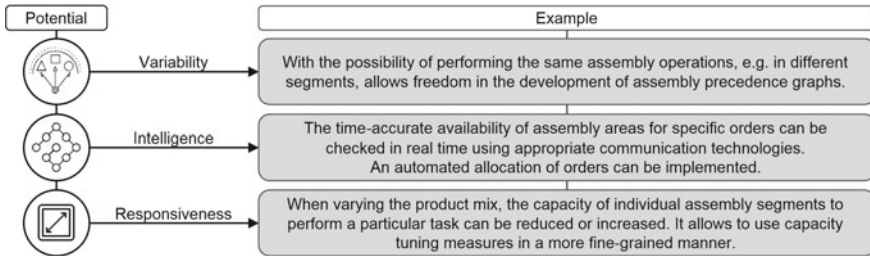 Potential
Example
Variability
With the possibility of performing the same assembly operations, e.g. in different
segments, allows freedom in the development of assembly precedence graphs.
Intelligence
The time-accurate availability of assembly areas for specific orders can be
checked in real time using appropriate communication technologies.
An automated allocation of orders can be implemented.
Responsiveness
When varying the product mix, the capacity of individual assembly segments to
perform a particular task can be reduced or increased. It allows to use capacity
tuning measures in a more fine-grained manner.